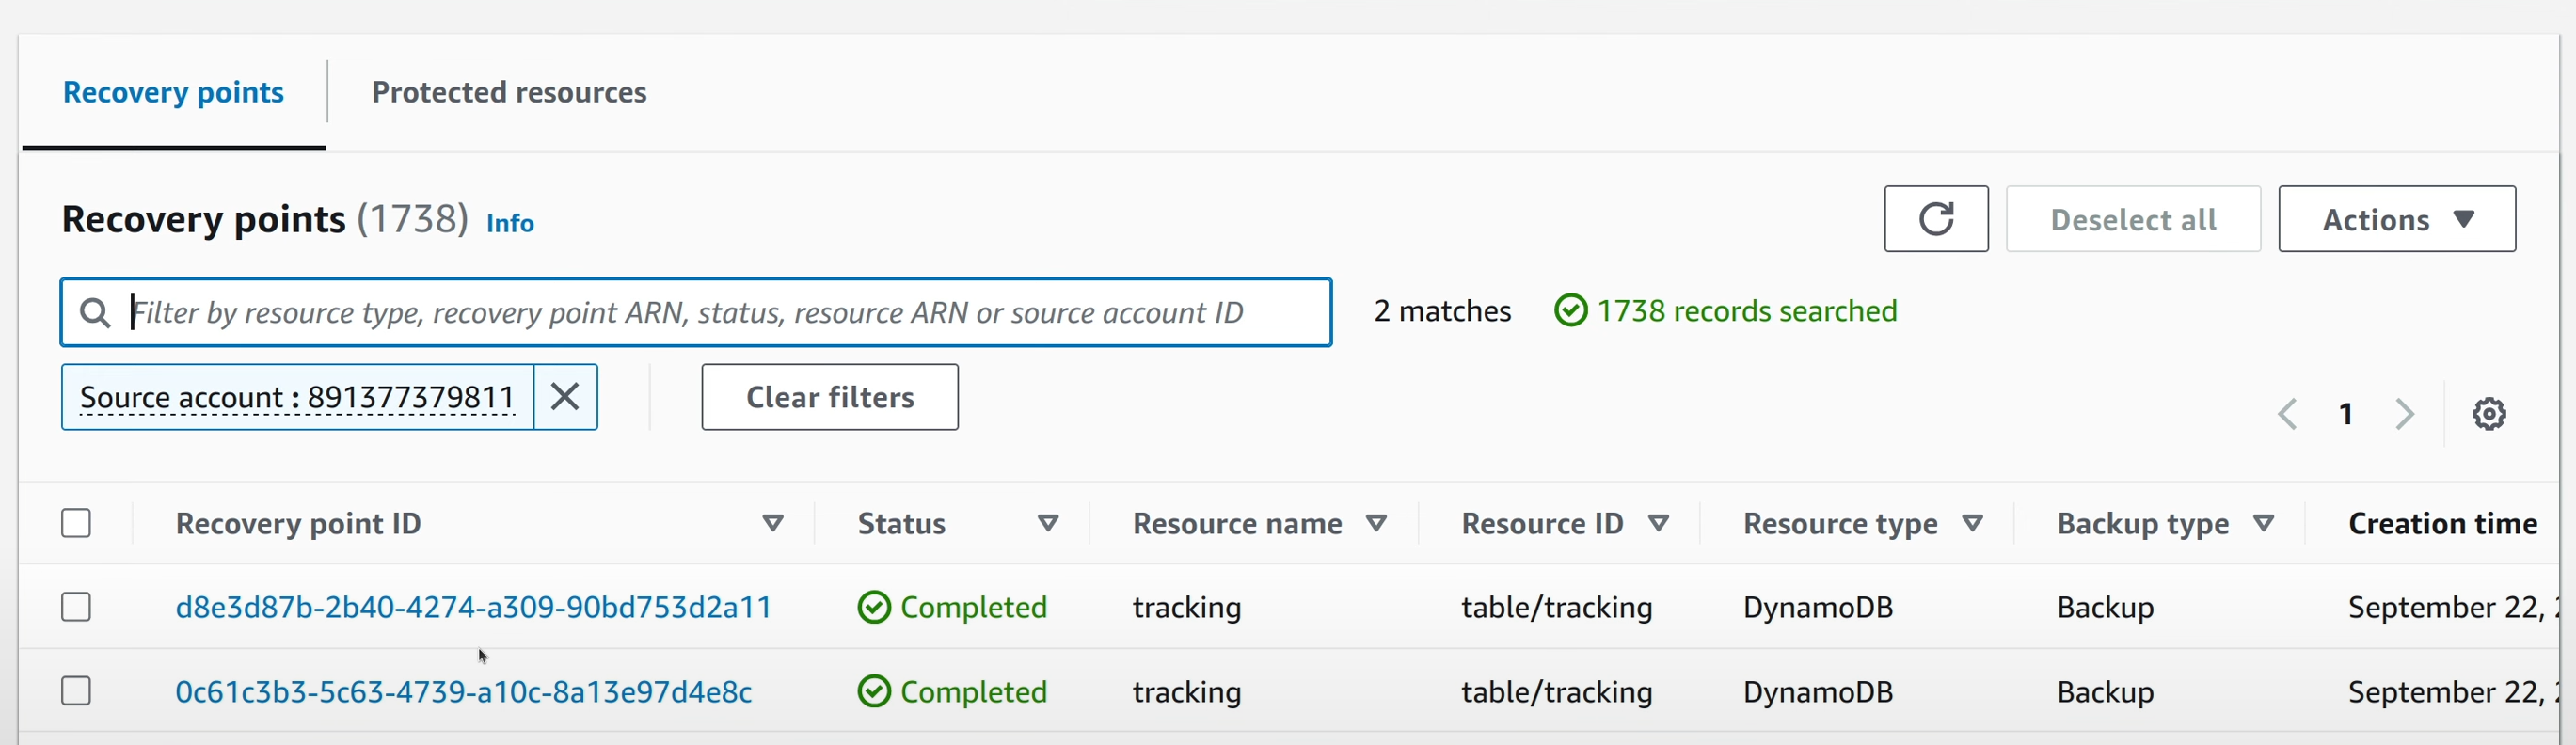 Recovery points Protected resources
Recovery points (1738) Info
Deselect all Actions
Filter by resource type, recovery point ARN, status, resource ARN or source account ID 2 matches 1738 records searched
Source account : 891377379811 Clear filters
1
Recovery point ID Status Resource name Resource ID Resource type Backup type Creation time
d8e3d87b-2b40-4274-a309-90bd753d2a11 Completed tracking table/tracking DynamoDB Backup September 22,
0c61c3b3-5c63-4739-a10c-8a13e97d4e8c Completed tracking table/tracking DynamoDB Backup September 22,